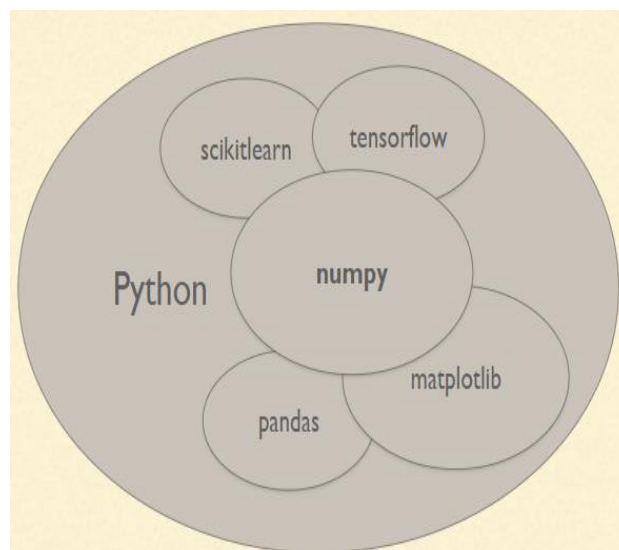 tensorflow
scikitlearn
numpy
Python
matplotlib
pandas